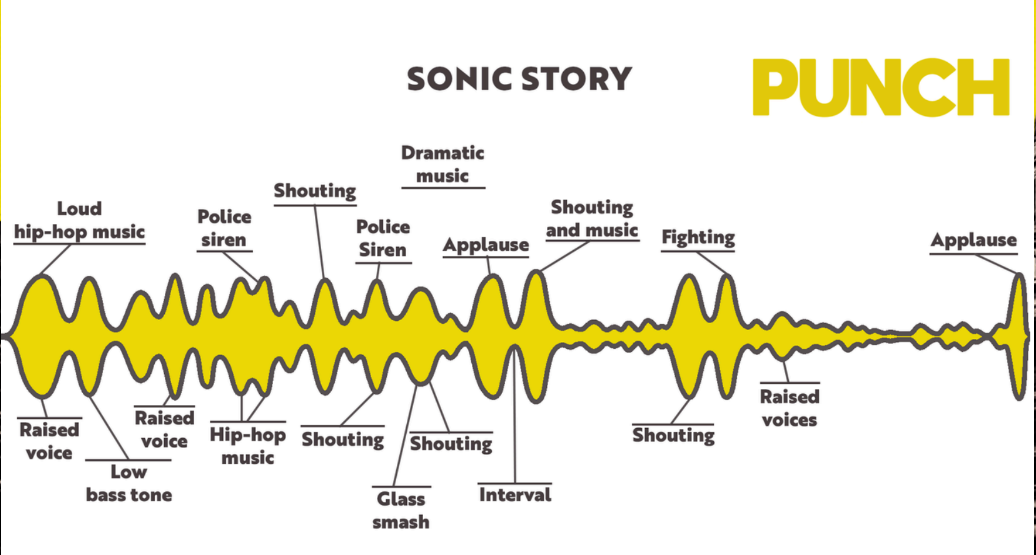 SONIC STORY
PUNCH
Dramatic
music
Loud
hip-hop music
Police
siren
Shouting
Police
Siren
Applause
Shouting
and music
Fighting
Applause
Raised
voice
Low
bass tone
Raised
voice
Hip-hop
music
Shouting
Glass
smash
Shouting
Interval
Shouting
Raised
voices